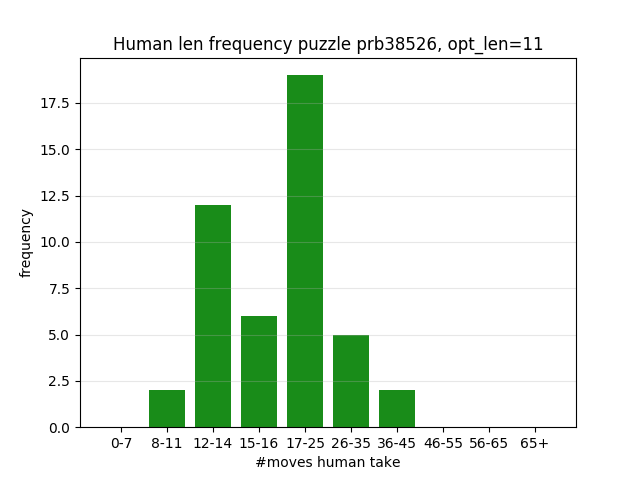 Human len frequency puzzle prb38526, opt_len=11
17.5
15.0
12.5
10.0
7.5
5.0
2.5
0.0
frequency
0-7 8-11 12-14 15-16 17-25 26-35 36-45 46-55 56-65 65+
#moves human take